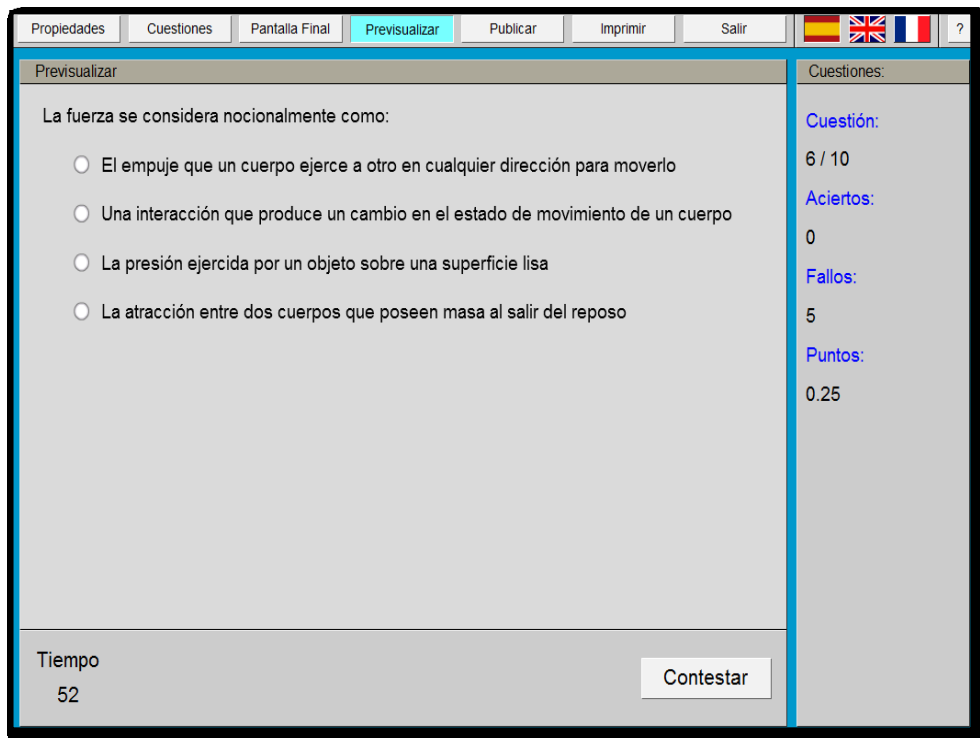 Propiedades
Cuestiones
Pantalla Final
Previsualizar
Publicar
Imprimir
Salir
?
Previsualizar
La fuerza se considera nocionalmente como:
El empuje que un cuerpo ejerce a otro en cualquier dirección para moverlo
Una interacción que produce un cambio en el estado de movimiento de un cuerpo
La presión ejercida por un objeto sobre una superficie lisa
La atracción entre dos cuerpos que poseen masa al salir del reposo
Tiempo
52
Contestar
Cuestiones:
Cuestión:
6 / 10
Aciertos:
0
Fallos:
5
Puntos:
0.25